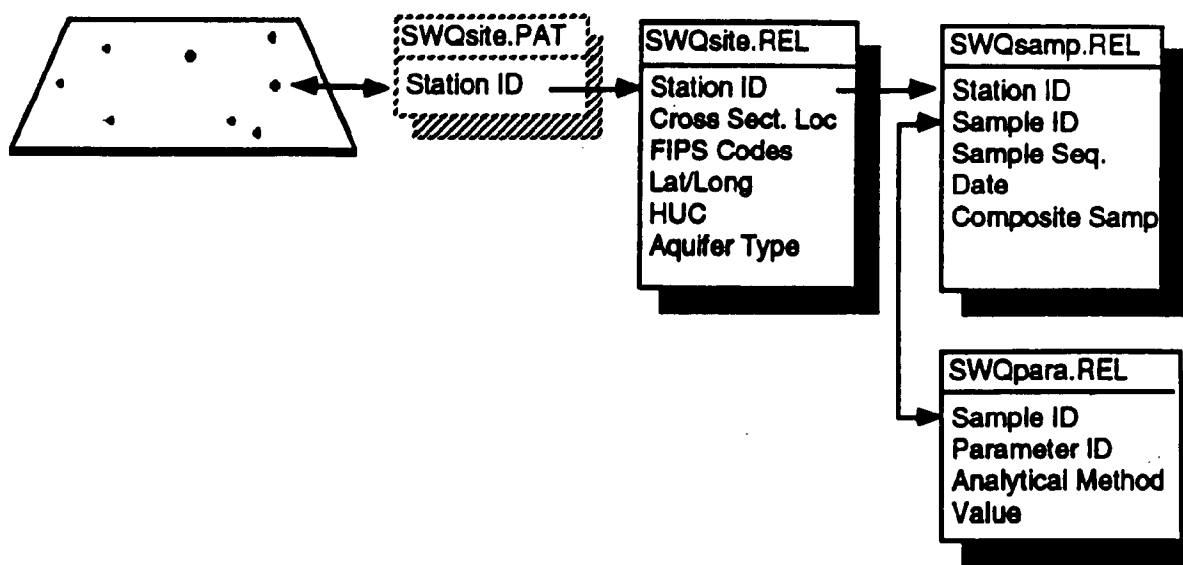 SWQsite.PAT
Station ID
SWQsite.REL
Station ID
Cross Sect. Loc
FIPS Codes
Lat/Long
HUC
Aquifer Type
SWQsamp.REL
Station ID
Sample ID
Sample Seq.
Date
Composite Samp
SWQpara.REL
Sample ID
Parameter ID
Analytical Method
Value